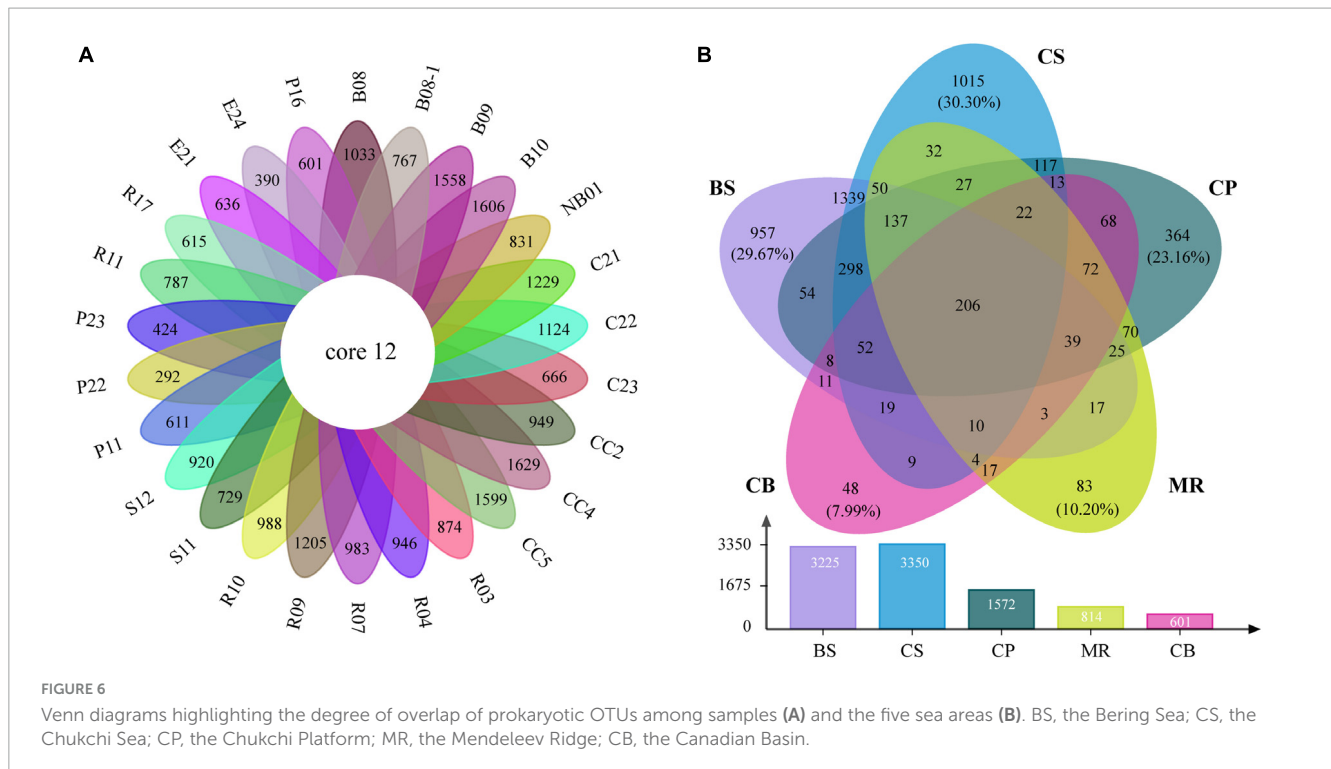 A
B
B08
B08-1
B09
B10
NB01
C21
C22
C23
CC2
CC4
CC5
R03
R04
R07
R09
R10
S11
S12
P11
P22
P23
R11
R17
E21
E24
P16
1033
767
1558
1606
831
1229
1124
666
949
1629
1599
874
946
983
1205
988
729
920
611
292
424
787
615
636
390
601
core 12
CS
1015
(30.30%)
BS
CP
957
(29.67%)
364
(23.16%)
32
117
13
1339
50
27
137
22
68
298
72
54
206
52
39
70
25
8
11
19
10
3
17
9
4
17
CB
48
(7.99%)
83
(10.20%)
MR
3350
1675
0
3225
3350
1572
814
601
BS
CS
CP
MR
CB
FIGURE 6
Venn diagrams highlighting the degree of overlap of prokaryotic OTUs among samples (A) and the five sea areas (B). BS, the Bering Sea; CS, the
Chukchi Sea; CP, the Chukchi Platform; MR, the Mendeleev Ridge; CB, the Canadian Basin.